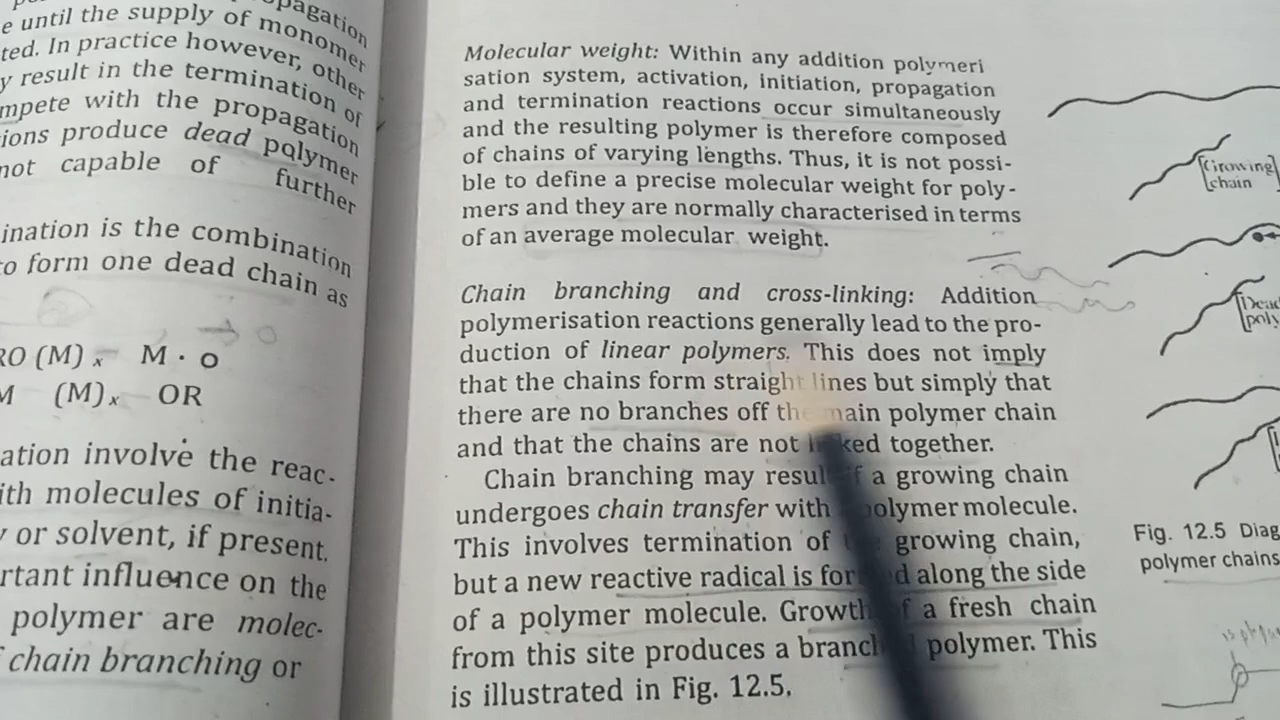 opagation
e until the supply of monomer
ted. In practice however, other
y result in the termination of
mpete with the propagation
ions produce dead polymer
not capable of further
ination is the combination
to form one dead chain as
RO (M)x M · o
M (M)x OR
ation involve the reac-
ith molecules of initia-
y or solvent, if present.
rtant influence on the
polymer are molec-
f chain branching or
Molecular weight: Within any addition polymeri
sation system, activation, initiation, propagation
and termination reactions occur simultaneously
and the resulting polymer is therefore composed
of chains of varying lengths. Thus, it is not possi-
ble to define a precise molecular weight for poly-
mers and they are normally characterised in terms
of an average molecular weight.
Chain branching and cross-linking: Addition
polymerisation reactions generally lead to the pro-
duction of linear polymers. This does not imply
that the chains form straight lines but simply that
there are no branches off the main polymer chain
and that the chains are not linked together.
Chain branching may result if a growing chain
undergoes chain transfer with polymer molecule.
This involves termination of growing chain,
but a new reactive radical is formed along the side
of a polymer molecule. Growth of a fresh chain
from this site produces a branched polymer. This
is illustrated in Fig. 12.5.
Growing
chain
Dead
poly
Fig. 12.5 Diag
polymer chains